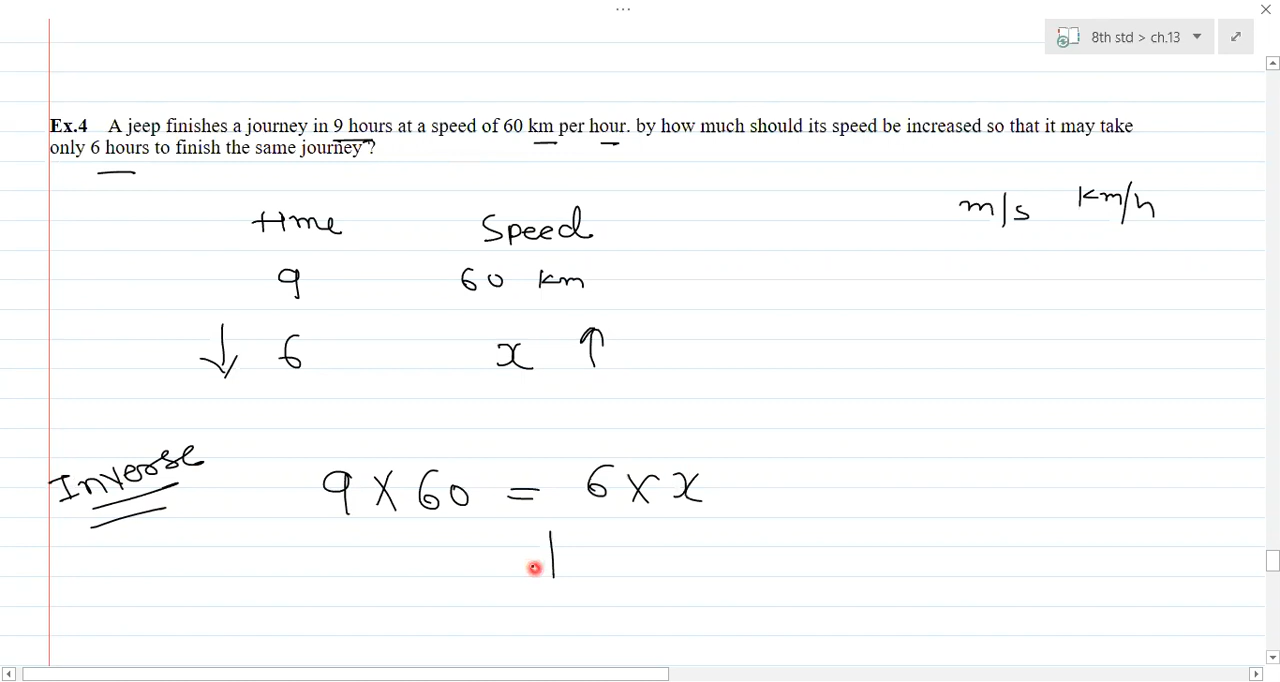 8th std > ch.13
Ex.4 A jeep finishes a journey in 9 hours at a speed of 60 km per hour. by how much should its speed be increased so that it may take
only 6 hours to finish the same journey ?
m/s km/h
time Speed
9 60 km
↓ 6 x ↑
Inverse 9 × 60 = 6 × x